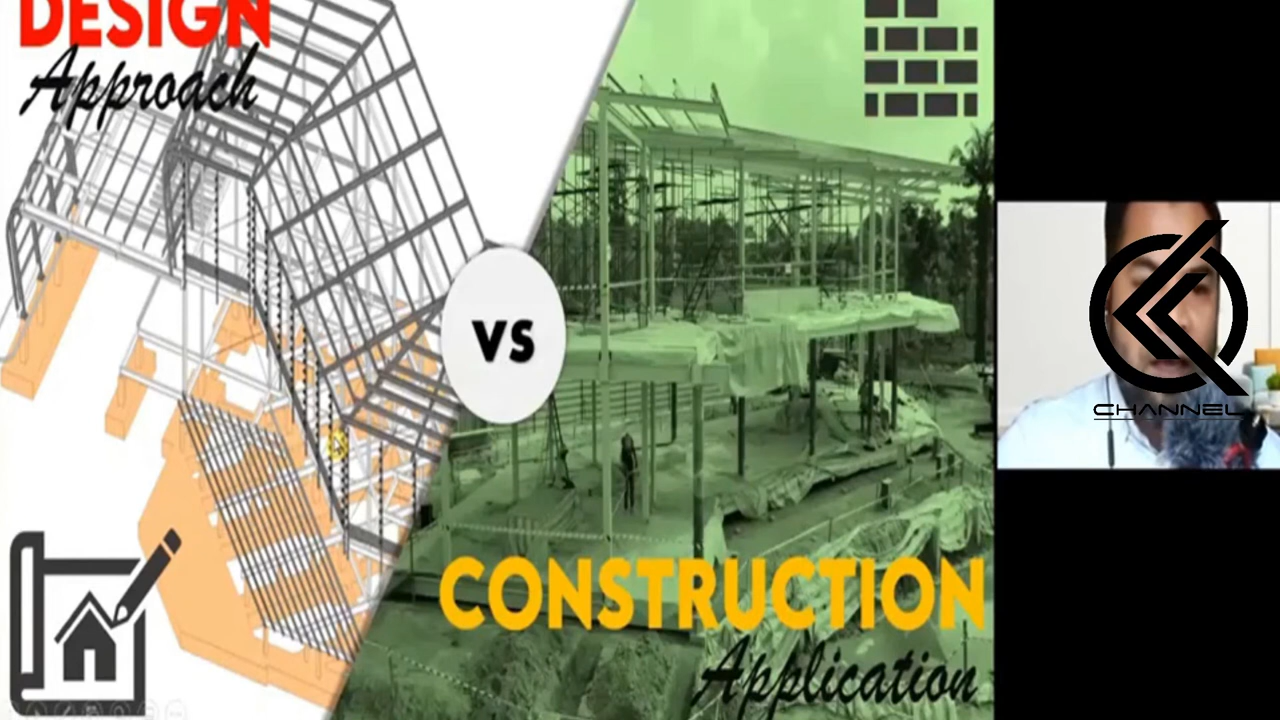 DESIGN
Approach
VS
CONSTRUCTION
Application
CHANNEL